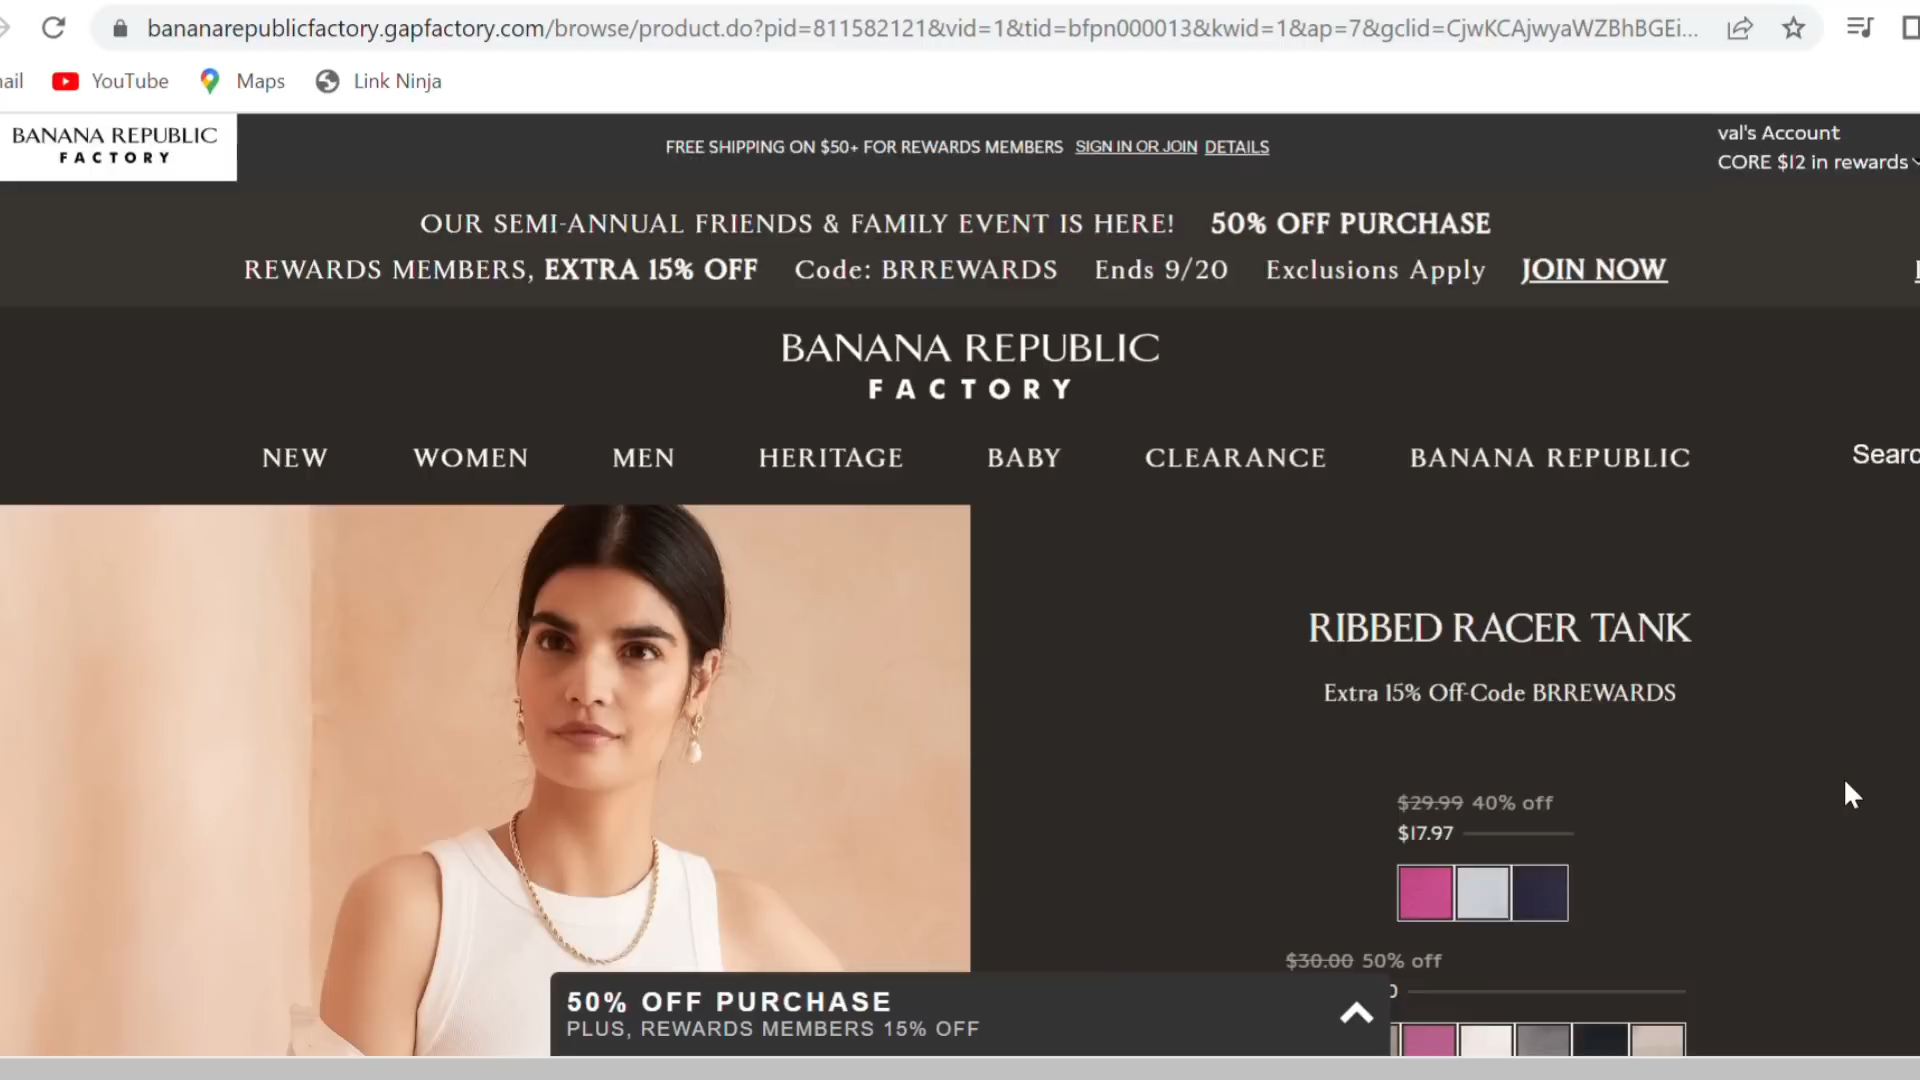 bananarepublicfactory.gapfactory.com/browse/product.do?pid=811582121&vid=1&tid=bfpn000013&kwid=1&ap=7&gclid=CjwKCAjwyaWZBhBGEi...
YouTube Maps Link Ninja
BANANA REPUBLIC
FACTORY
FREE SHIPPING ON $50+ FOR REWARDS MEMBERS SIGN IN OR JOIN DETAILS
val's Account
CORE $12 in rewards
OUR SEMI-ANNUAL FRIENDS & FAMILY EVENT IS HERE! 50% OFF PURCHASE
REWARDS MEMBERS, EXTRA 15% OFF Code: BRREWARDS Ends 9/20 Exclusions Apply JOIN NOW
BANANA REPUBLIC
FACTORY
NEW WOMEN MEN HERITAGE BABY CLEARANCE BANANA REPUBLIC Searc
RIBBED RACER TANK
Extra 15% Off-Code BRREWARDS
$29.99 40% off
$17.97
$30.00 50% off
50% OFF PURCHASE
PLUS, REWARDS MEMBERS 15% OFF